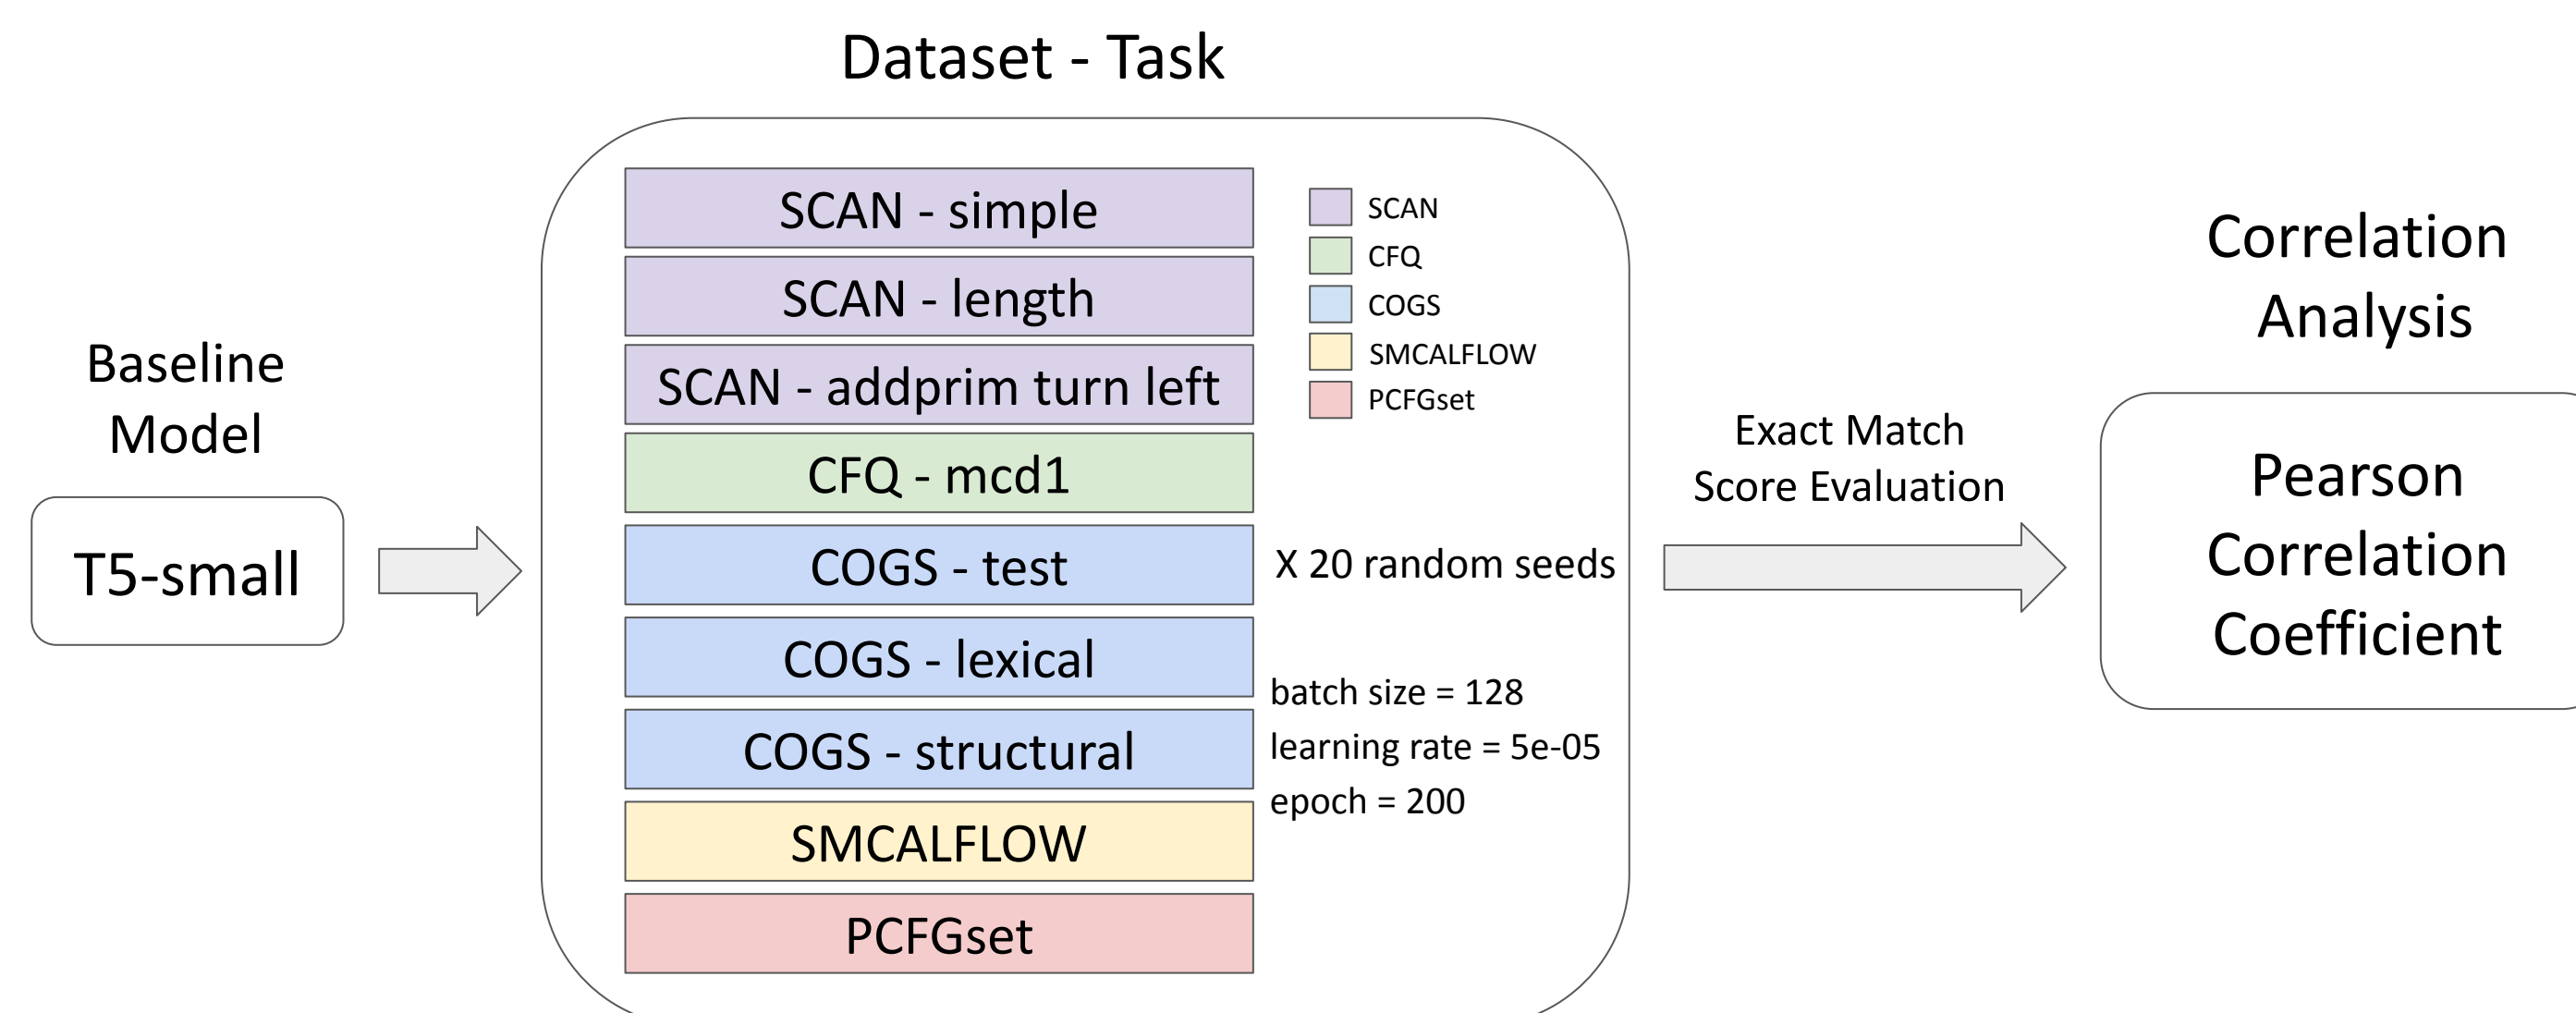 Dataset - Task
Baseline
Model
T5-small
SCAN - simple
SCAN - length
SCAN - addprim turn left
CFQ - mcd1
COGS - test
COGS - lexical
COGS - structural
SMCALFLOW
PCFGset
SCAN
CFQ
COGS
SMCALFLOW
PCFGset
X 20 random seeds
batch size = 128
learning rate = 5e-05
epoch = 200
Exact Match
Score Evaluation
Correlation
Analysis
Pearson
Correlation
Coefficient